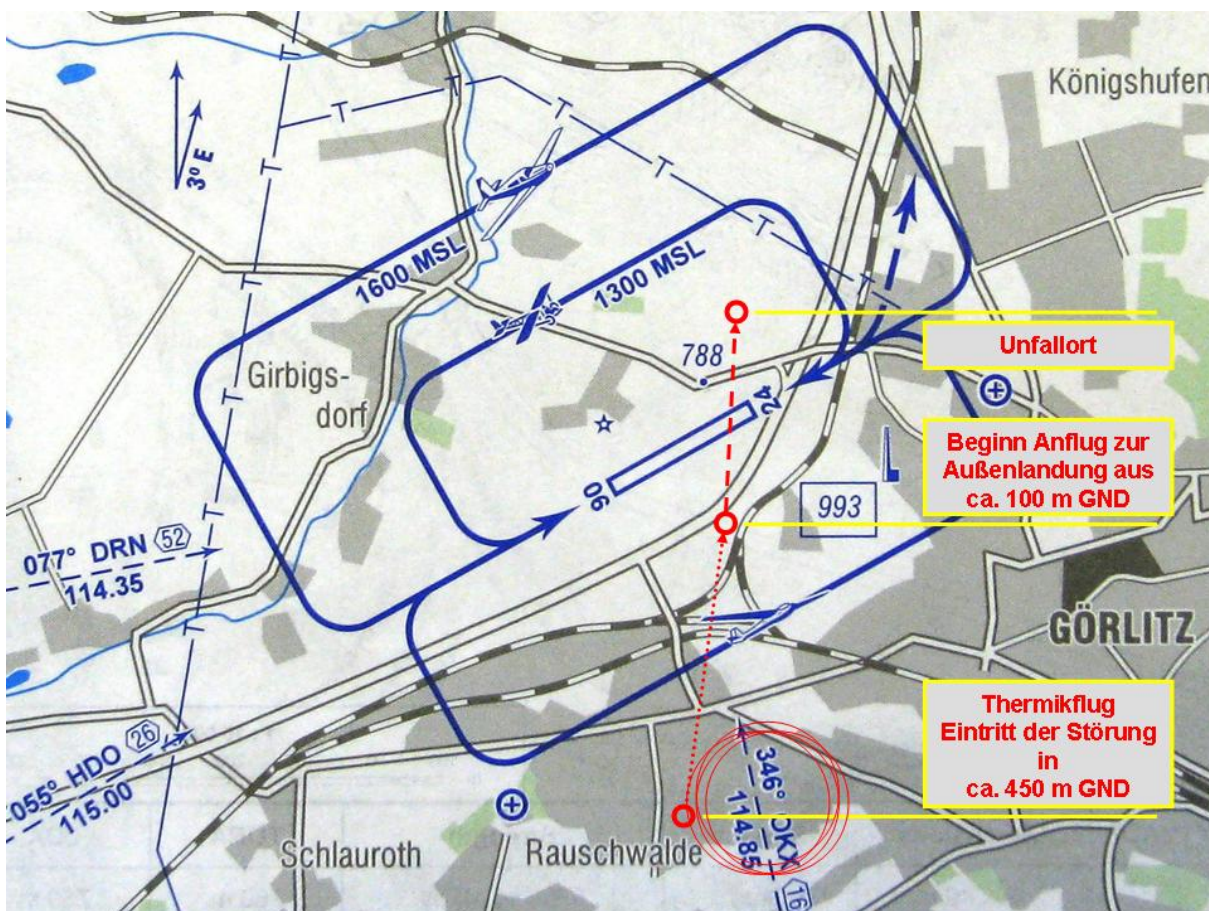 Königshufen
3° E
1600 MSL
1300 MSL
788
24
Unfallort
Girbigs-
dorf
Beginn Anflug zur
Außenlandung aus
ca. 100 m GND
06
993
077° DRN 52
114.35
GÖRLITZ
Thermikflug
Eintritt der Störung
in
ca. 450 m GND
055° HDO 26
115.00
346° OKX 16
114.85
Schlauroth
Rauschwalde
T
T
T
T
T
T
T
T
T
T